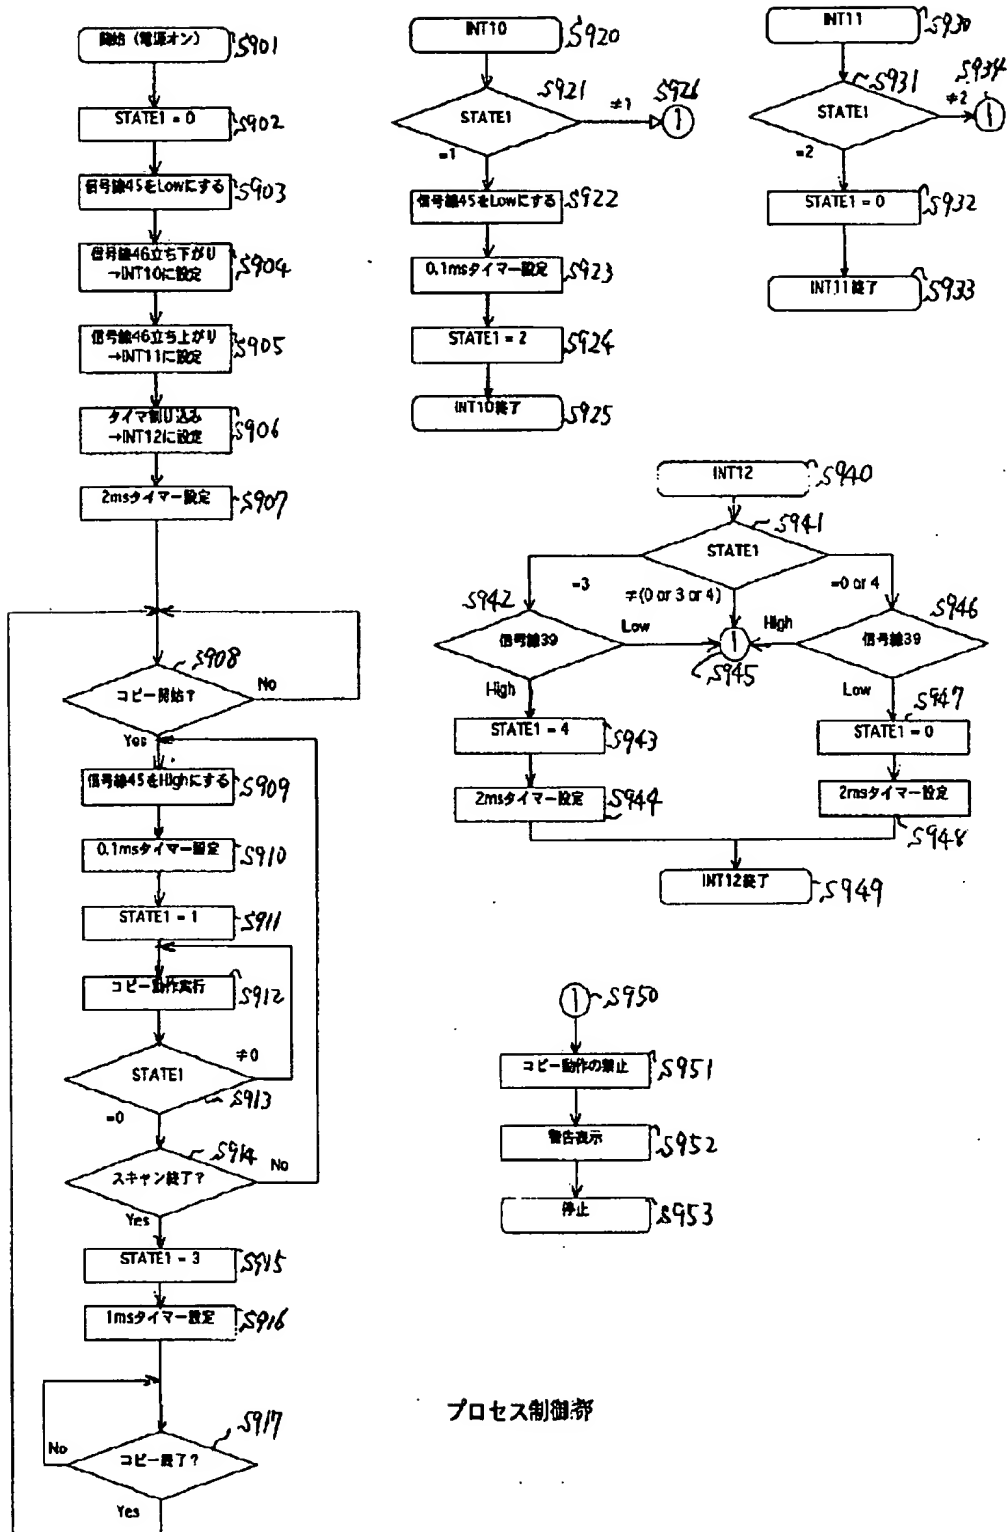 開始（電源オン）
S901
STATE1 = 0
S902
信号線45をLowにする
S903
信号線46立ち下がり
→INT10に設定
S904
信号線46立ち上がり
→INT11に設定
S905
タイマ割り込み
→INT12に設定
S906
2msタイマー設定
S907
コピー開始？
S908
No
Yes
信号線45をHighにする
S909
0.1msタイマー設定
S910
STATE1 = 1
S911
コピー動作実行
S912
STATE1
≠0
S913
=0
スキャン終了？
S914
No
Yes
STATE1 = 3
S915
1msタイマー設定
S916
コピー終了？
S917
No
Yes
INT10
S920
STATE1
S921
≠1
S926
1
=1
信号線45をLowにする
S922
0.1msタイマー設定
S923
STATE1 = 2
S924
INT10終了
S925
INT11
S930
STATE1
S931
≠2
S934
1
=2
STATE1 = 0
S932
INT11終了
S933
INT12
S940
STATE1
S941
=3
≠(0 or 3 or 4)
=0 or 4
S942
信号線39
Low
High
1
S945
High
信号線39
S946
Low
STATE1 = 4
S943
2msタイマー設定
S944
S947
STATE1 = 0
2msタイマー設定
S948
INT12終了
S949
1
S950
コピー動作の禁止
S951
警告表示
S952
停止
S953
プロセス制御部